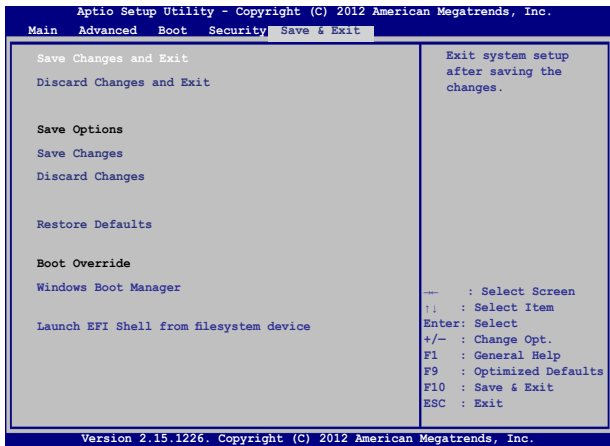 Aptio Setup Utility - Copyright (C) 2012 American Megatrends, Inc.
Main Advanced Boot Security Save & Exit
Save Changes and Exit
Discard Changes and Exit
Save Options
Save Changes
Discard Changes
Restore Defaults
Boot Override
Windows Boot Manager
Launch EFI Shell from filesystem device
Exit system setup
after saving the
changes.
→← : Select Screen
↑↓ : Select Item
Enter: Select
+/— : Change Opt.
F1 : General Help
F9 : Optimized Defaults
F10 : Save & Exit
ESC : Exit
Version 2.15.1226. Copyright (C) 2012 American Megatrends, Inc.